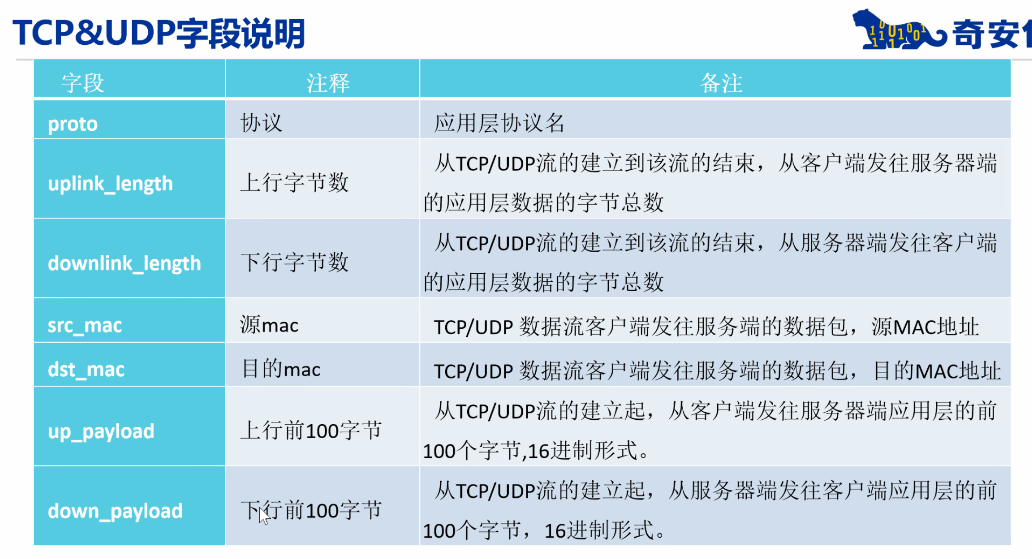 TCP&UDP字段说明
奇安
字段 注释 备注
proto 协议 应用层协议名
uplink_length 上行字节数 从TCP/UDP流的建立到该流的结束，从客户端发往服务器端
的应用层数据的字节总数
downlink_length 下行字节数 从TCP/UDP流的建立到该流的结束，从服务器端发往客户端
的应用层数据的字节总数
src_mac 源mac TCP/UDP 数据流客户端发往服务端的数据包，源MAC地址
dst_mac 目的mac TCP/UDP 数据流客户端发往服务端的数据包，目的MAC地址
up_payload 上行前100字节 从TCP/UDP流的建立起，从客户端发往服务器端应用层的前
100个字节,16进制形式。
down_payload 下行前100字节 从TCP/UDP流的建立起，从服务器端发往客户端应用层的前
100个字节，16进制形式。